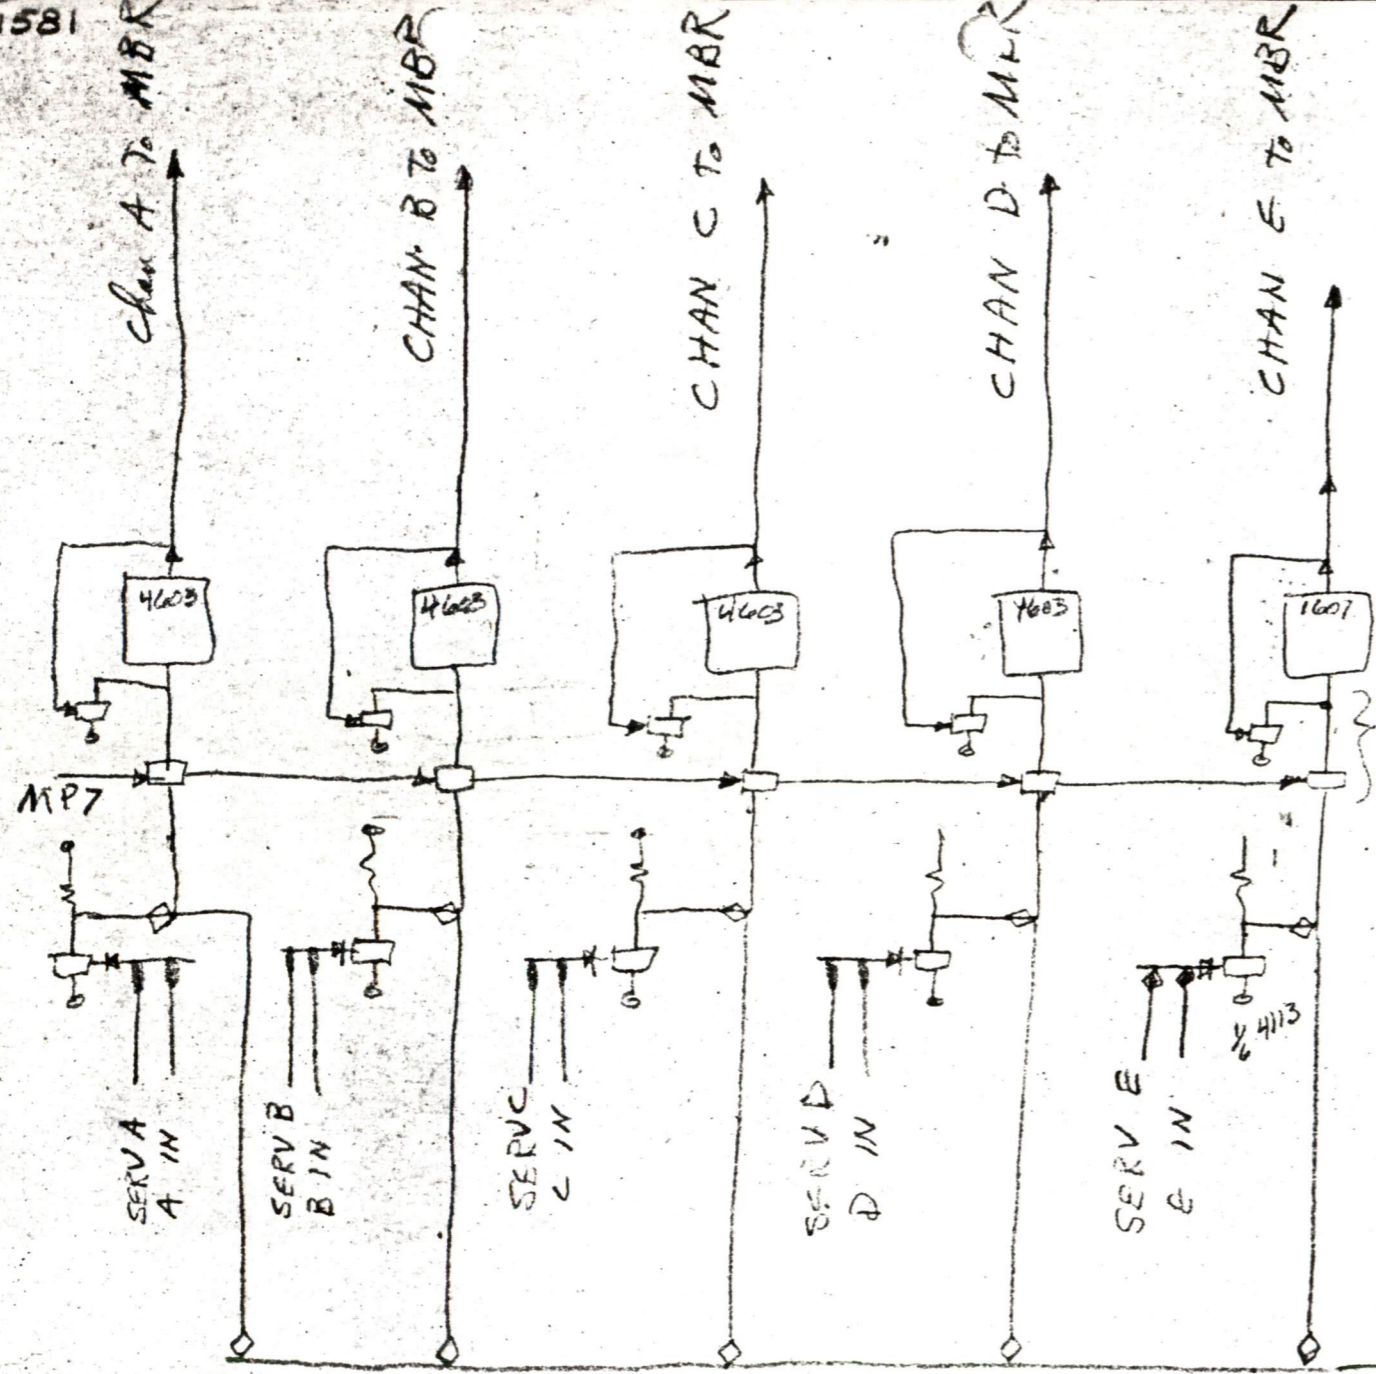 1581
Chan A To MBR
CHAN B To MBR
CHAN C To MBR
CHAN D to
CHAN E To MBR
4603
4603
4603
4603
1607
MP7
SERV A
A IN
SERV B
B IN
SERV C
C IN
SERV D
D IN
SERV E
E IN
1/6 4113